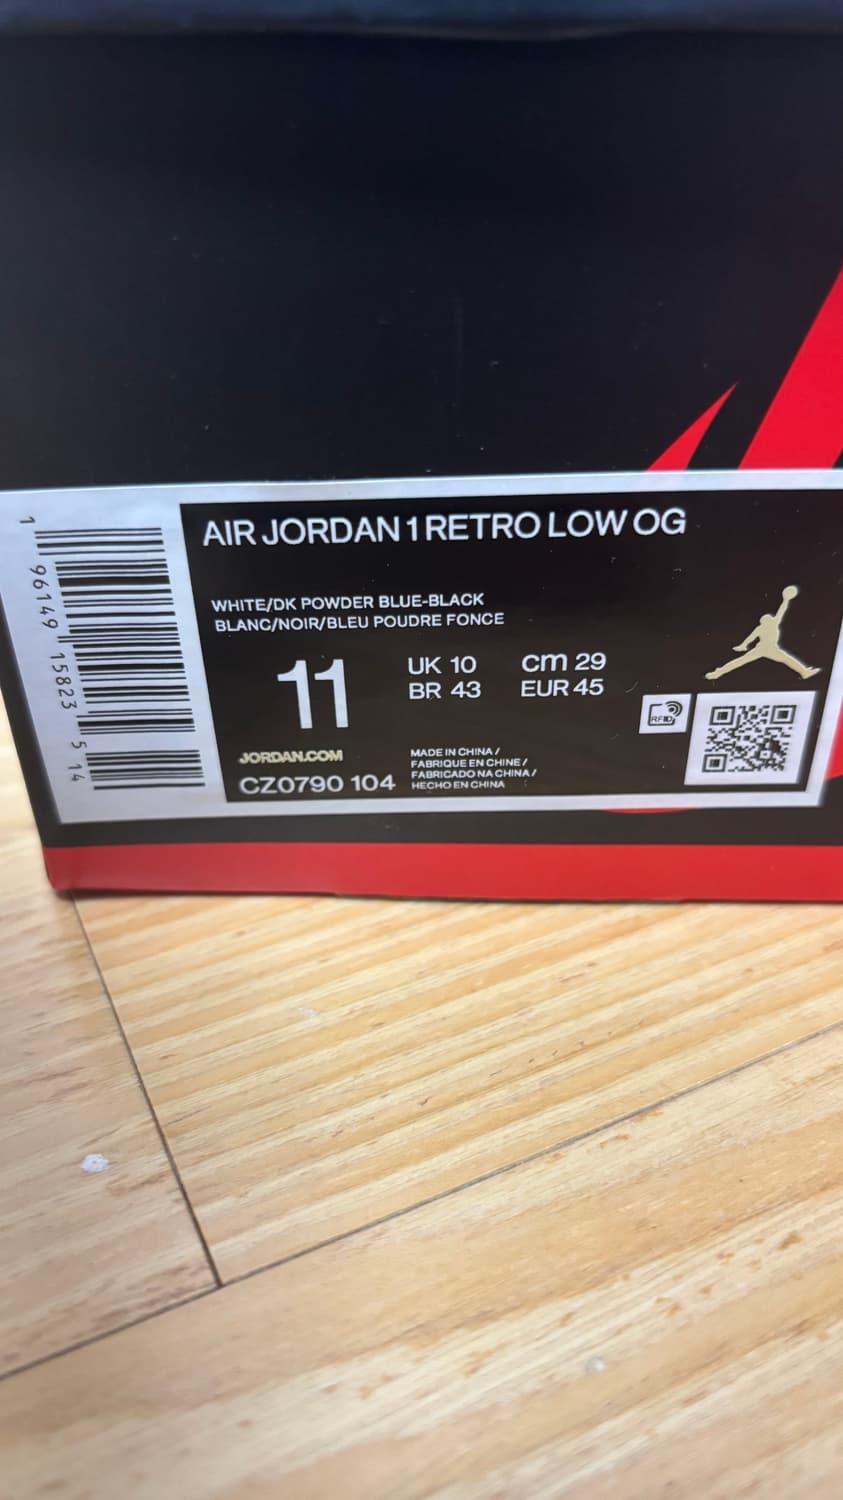 AIR JORDAN 1 RETRO LOW OG
WHITE/DK POWDER BLUE-BLACK
BLANC/NOIR/BLEU POUDRE FONCE
11
UK 10 cm 29
BR 43 EUR 45
RFID
JORDAN.COM
CZ0790 104
MADE IN CHINA /
FABRIQUE EN CHINE /
FABRICADO NA CHINA /
HECHO EN CHINA
1 96149 15823 5 14